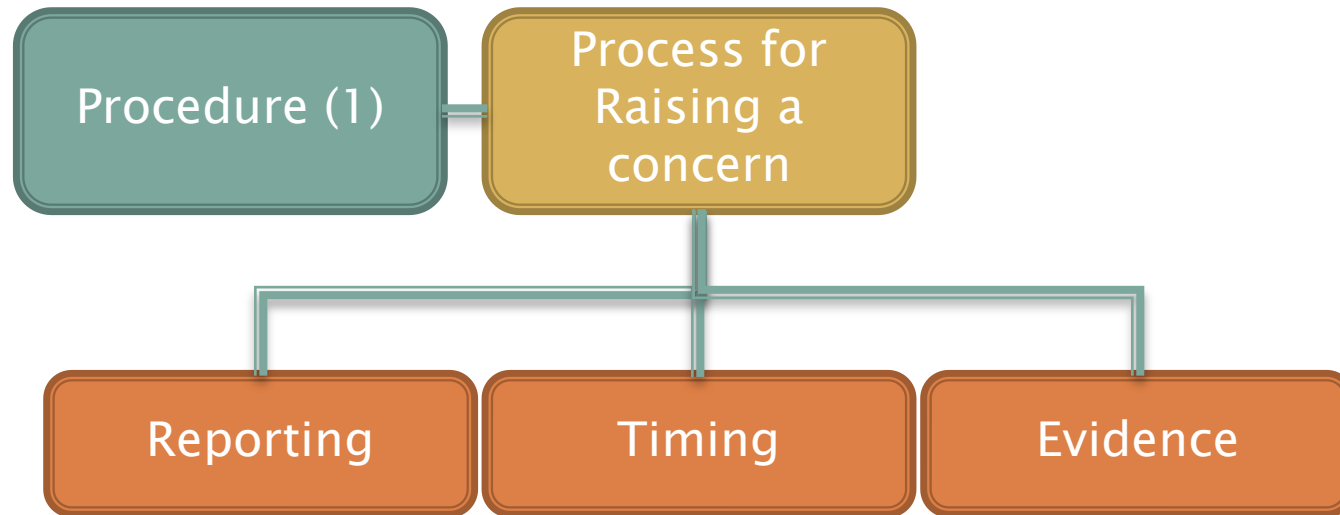 Procedure (1)
Process for
Raising a
concern
Reporting
Timing
Evidence